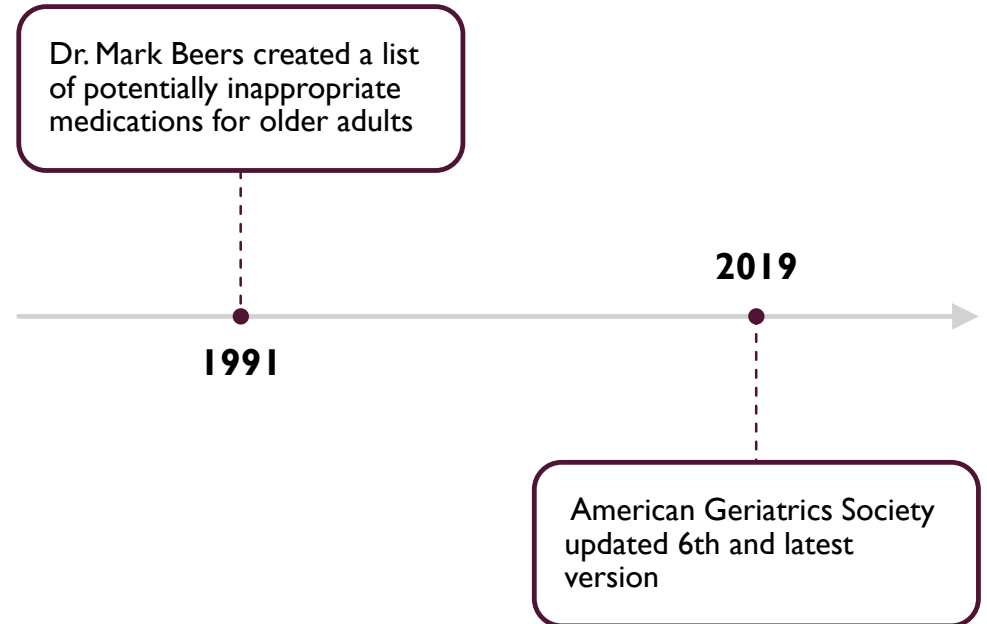 Dr. Mark Beers created a list
of potentially inappropriate
medications for older adults
2019
1991
American Geriatrics Society
updated 6th and latest
version